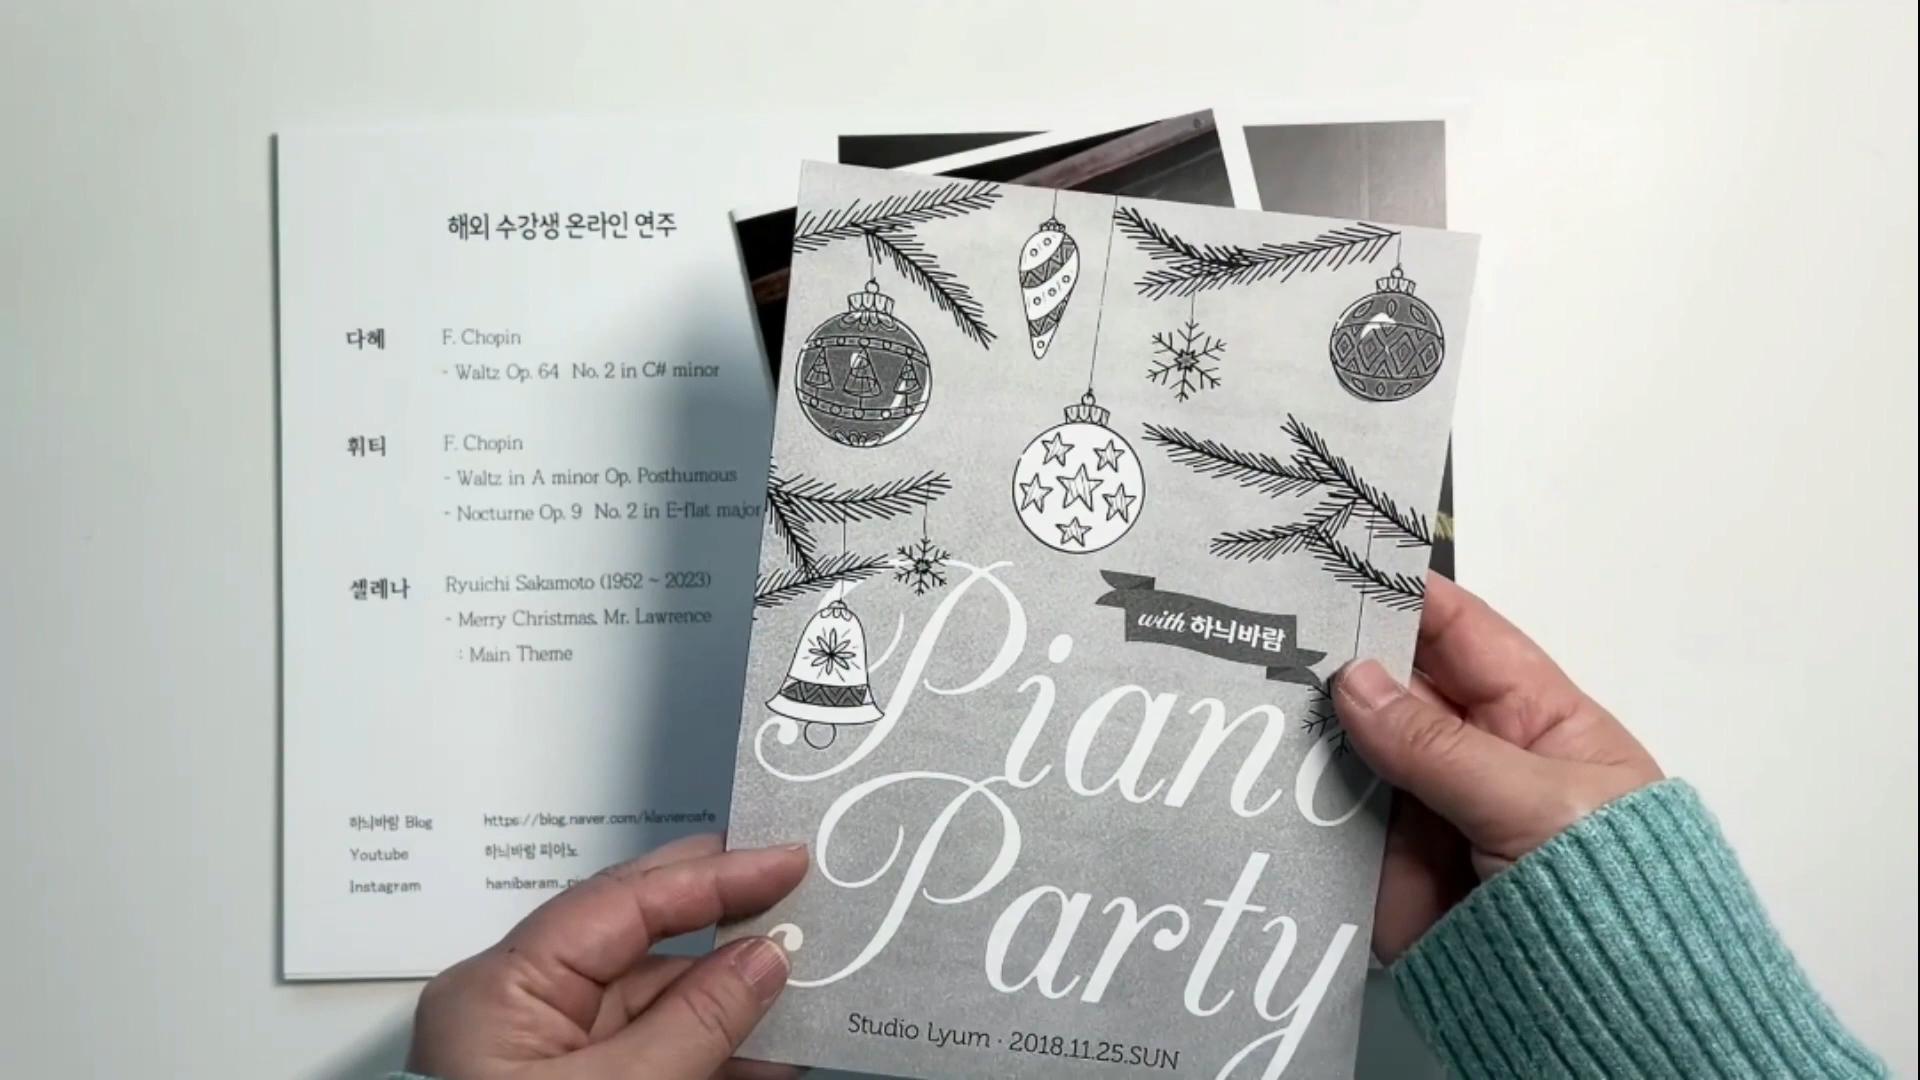 해외 수강생 온라인 연주
다혜 F. Chopin
- Waltz Op. 64 No. 2 in C# minor
휘티 F. Chopin
- Waltz in A minor Op. Posthumous
- Nocturne Op. 9 No. 2 in E-flat major
셀레나 Ryuichi Sakamoto (1952 ~ 2023)
- Merry Christmas, Mr. Lawrence
: Main Theme
하늬바람 Blog https://blog.naver.com/klaviercafe
Youtube 하늬바람 피아노
Instagram hanibaram_pi
with 하늬바람
Piano
Party
Studio Lyum · 2018.11.25.SUN